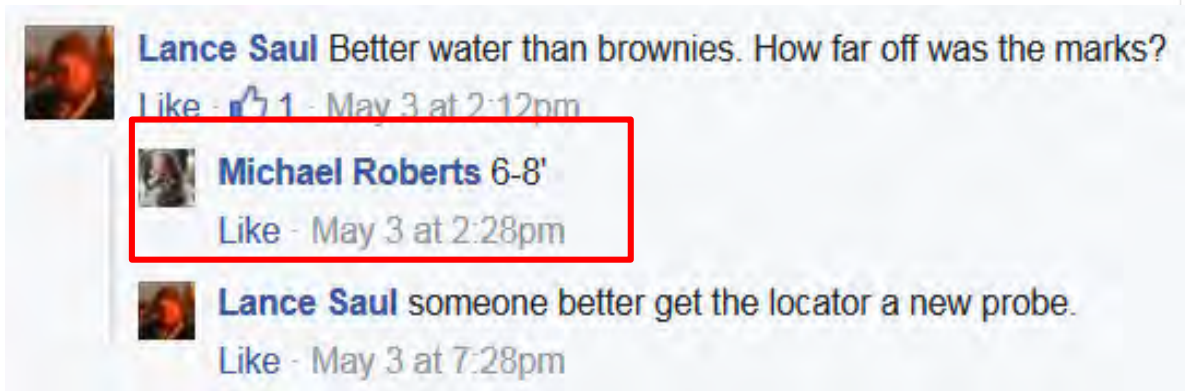 Lance Saul Better water than brownies. How far off was the marks?
Like · 1 · May 3 at 2:12pm
Michael Roberts 6-8'
Like · May 3 at 2:28pm
Lance Saul someone better get the locator a new probe.
Like · May 3 at 7:28pm